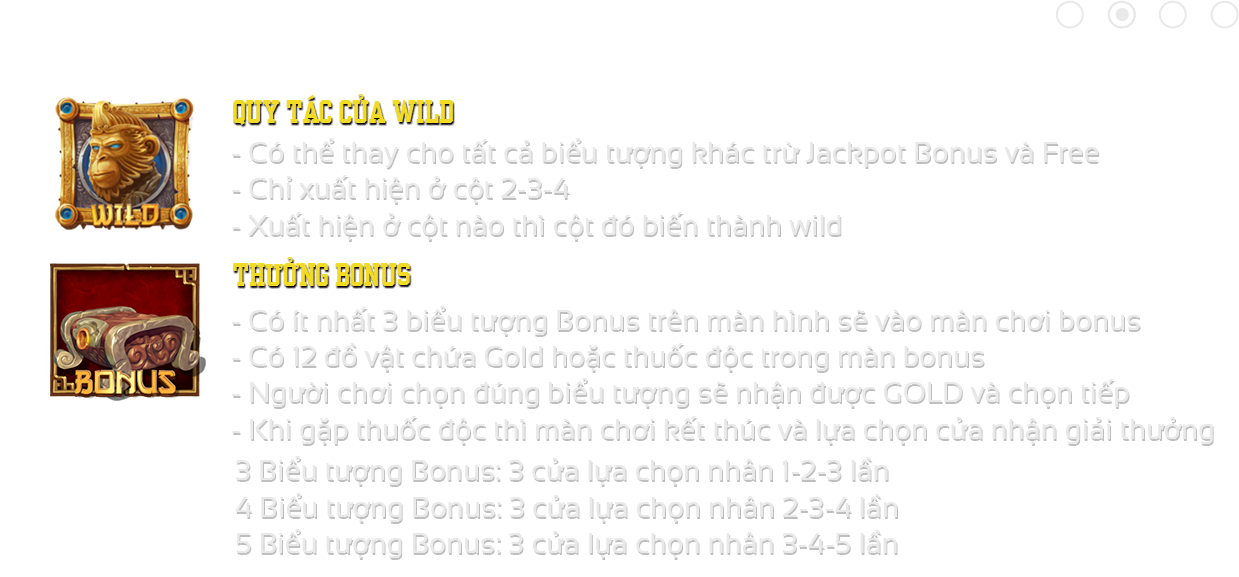 QUY TÁC CỦA WILD
- Có thể thay cho tất cả biểu tượng khác trừ Jackpot Bonus và Free
- Chỉ xuất hiện ở cột 2-3-4
- Xuất hiện ở cột nào thì cột đó biến thành wild
WILD
THƯỞNG BONUS
- Có ít nhất 3 biểu tượng Bonus trên màn hình sẽ vào màn chơi bonus
- Có 12 đồ vật chứa Gold hoặc thuốc độc trong màn bonus
- Người chơi chọn đúng biểu tượng sẽ nhận được GOLD và chọn tiếp
BONUS
- Khi gặp thuốc độc thì màn chơi kết thúc và lựa chọn cửa nhận giải thưởng
3 Biểu tượng Bonus: 3 cửa lựa chọn nhân 1-2-3 lần
4 Biểu tượng Bonus: 3 cửa lựa chọn nhân 2-3-4 lần
5 Biểu tượng Bonus: 3 cửa lựa chọn nhân 3-4-5 lần